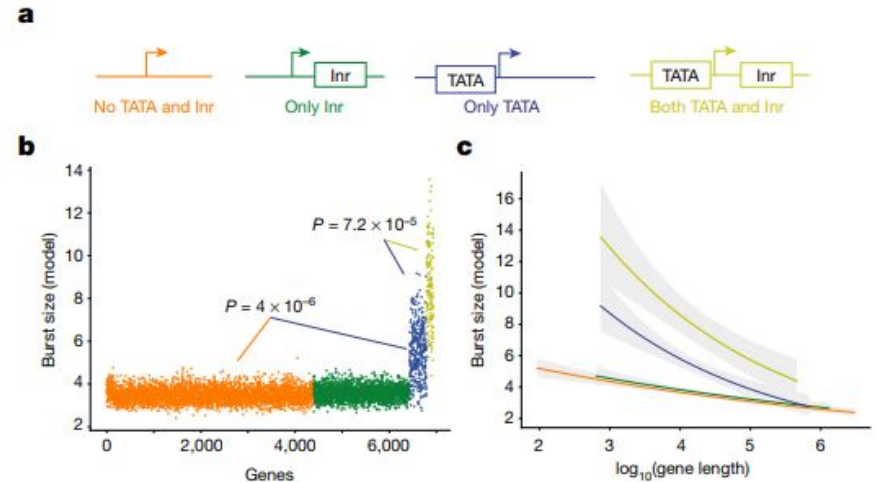 a
Inr
TATA
TATA
Inr
No TATA and Inr
Only Inr
Only TATA
Both TATA and Inr
b
Burst size (model)
14
12
10
8
6
4
2
P = 7.2 × 10⁻⁵
P = 4 × 10⁻⁶
0
2,000
4,000
6,000
Genes
c
Burst size (model)
16
14
12
10
8
6
4
2
2
3
4
5
6
log₁₀(gene length)